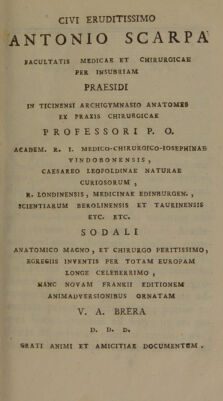 CIVI ERUDITISSIMO
ANTONIO SCARPA
FACULTATIS MEDICAE ET CHIRURGICAE
PER INSUBRIAM
PRAESIDI
IN TICINENSI ARCHIGYMNASIO ANATOMES
EX PRAXIS CHIRURGICAE
PROFESSORI P. O.
ACADEM. R. I. MEDICO-CHIRURGICO-IOSEPHINAE
VINDOBONENSIS,
CAESAREO LEOPOLDINAE NATURAE
CURIOSORUM,
R. LONDINENSIS, MEDICINAE EDINBURGEN.,
SCIENTIARUM BEROLINENSIS ET TAURINENSIS
ETC. ETC.
SODALI
ANATOMICO MAGNO, ET CHIRURGO PERITISSIMO,
EGREGIIS INVENTIS PER TOTAM EUROPAM
LONGE CELEBERRIMO,
HANC NOVAM FRANKII EDITIONEM
ANIMADVERSIONIBUS ORNATAM
V. A. BRERA
D. D. D.
GRATI ANIMI ET AMICITIAE DOCUMENTUM.